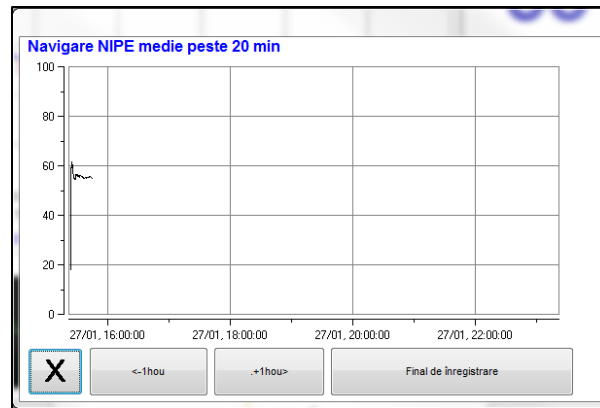 Navigare NIPE medie peste 20 min
100
80
60
40
20
0
27/01, 16:00:00 27/01, 18:00:00 27/01, 20:00:00 27/01, 22:00:00
X <-1hou .+1hou> Final de înregistrare